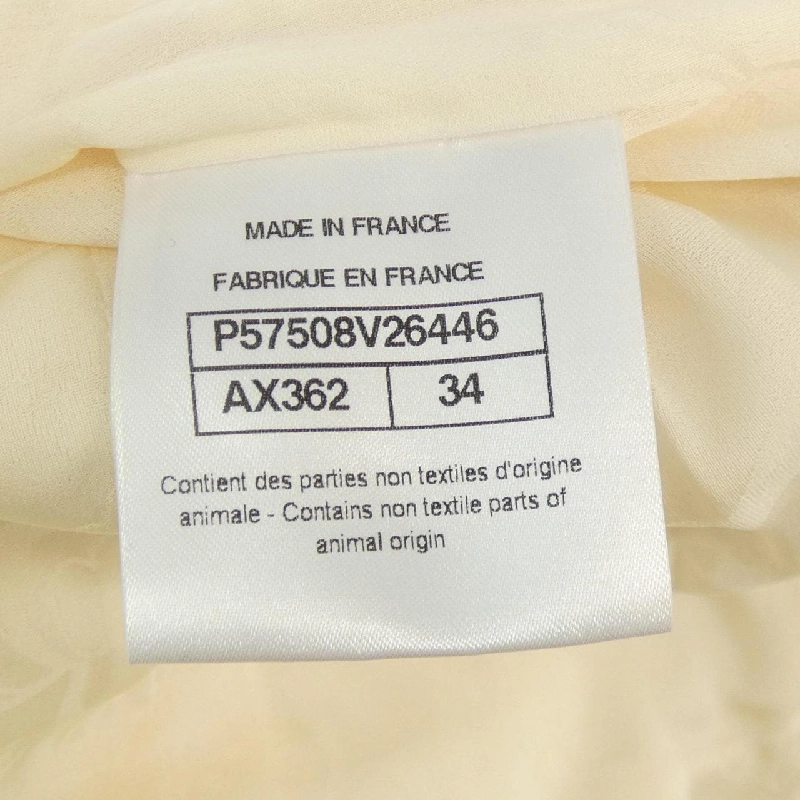 MADE IN FRANCE
FABRIQUE EN FRANCE
P57508V26446
AX362 34
Contient des parties non textiles d'origine
animale - Contains non textile parts of
animal origin